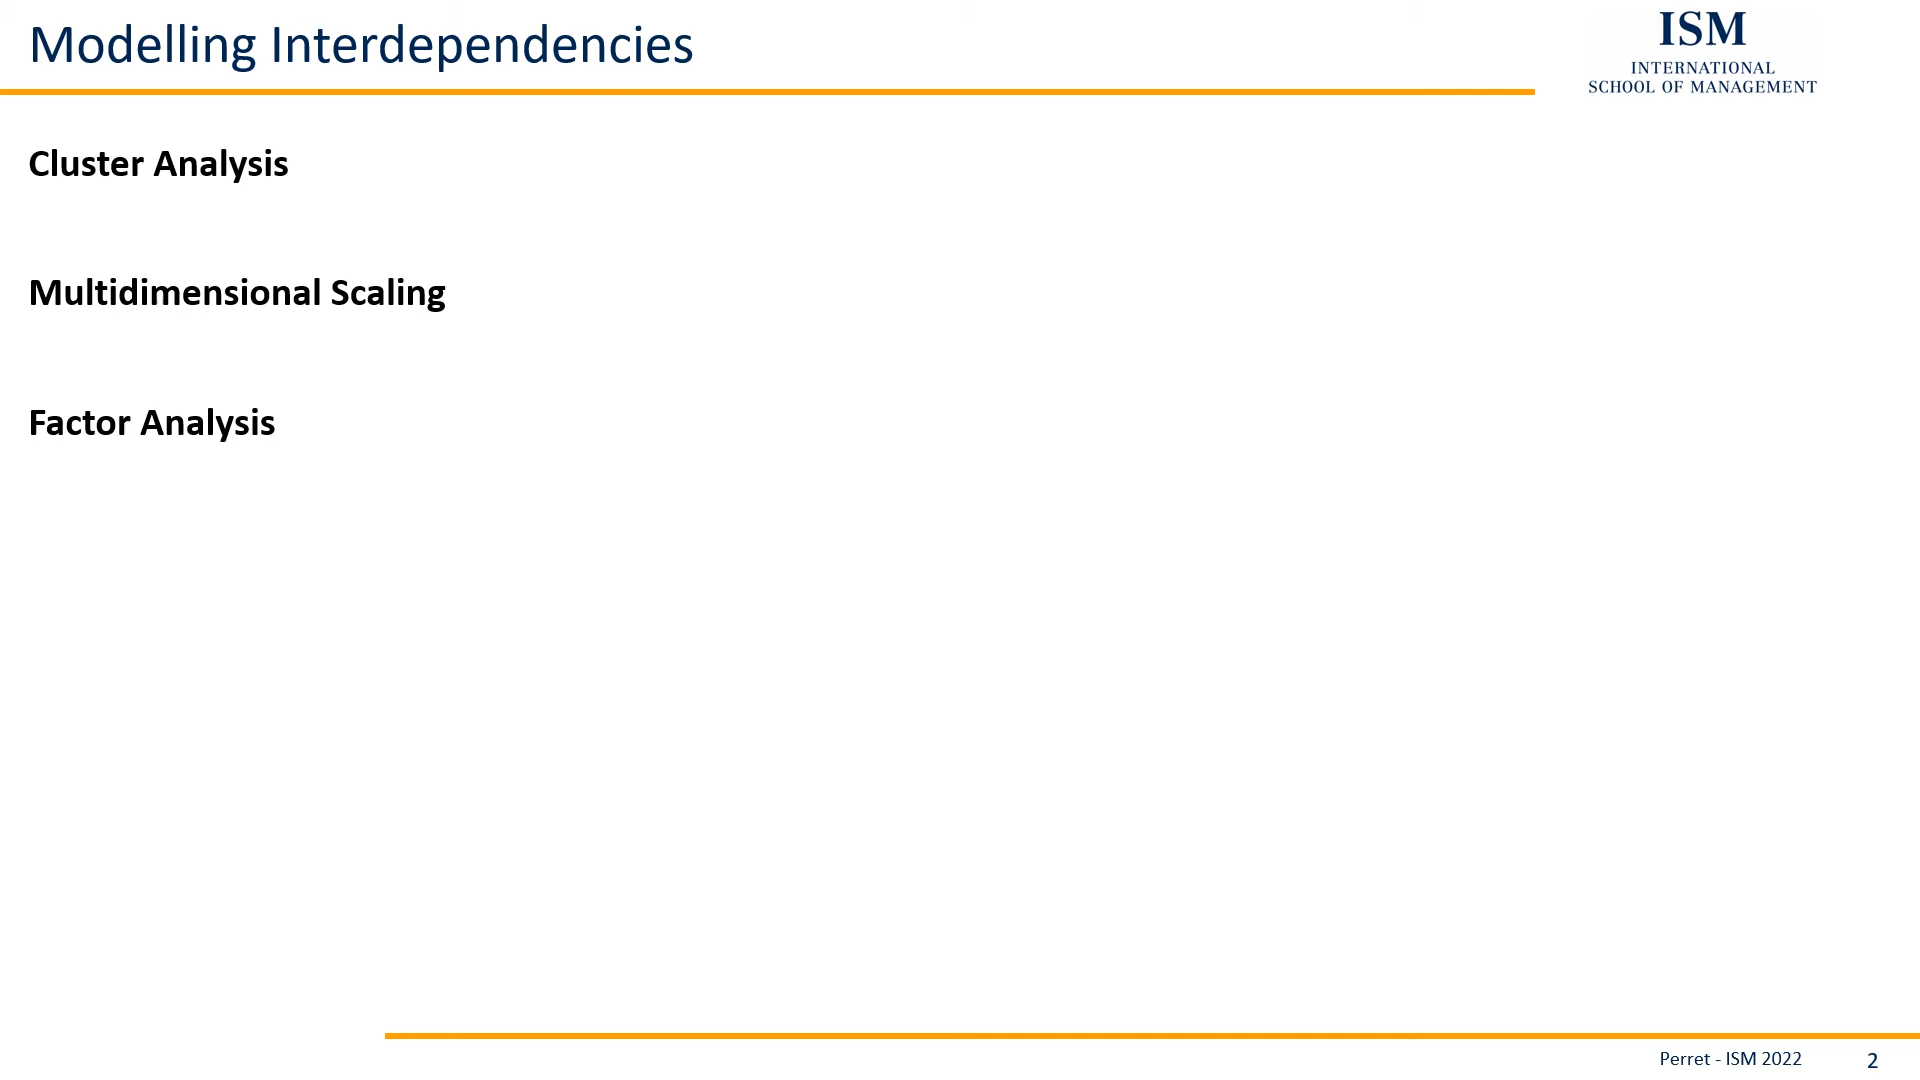 Modelling Interdependencies
ISM
INTERNATIONAL
SCHOOL OF MANAGEMENT
Cluster Analysis
Multidimensional Scaling
Factor Analysis
Perret - ISM 2022
2